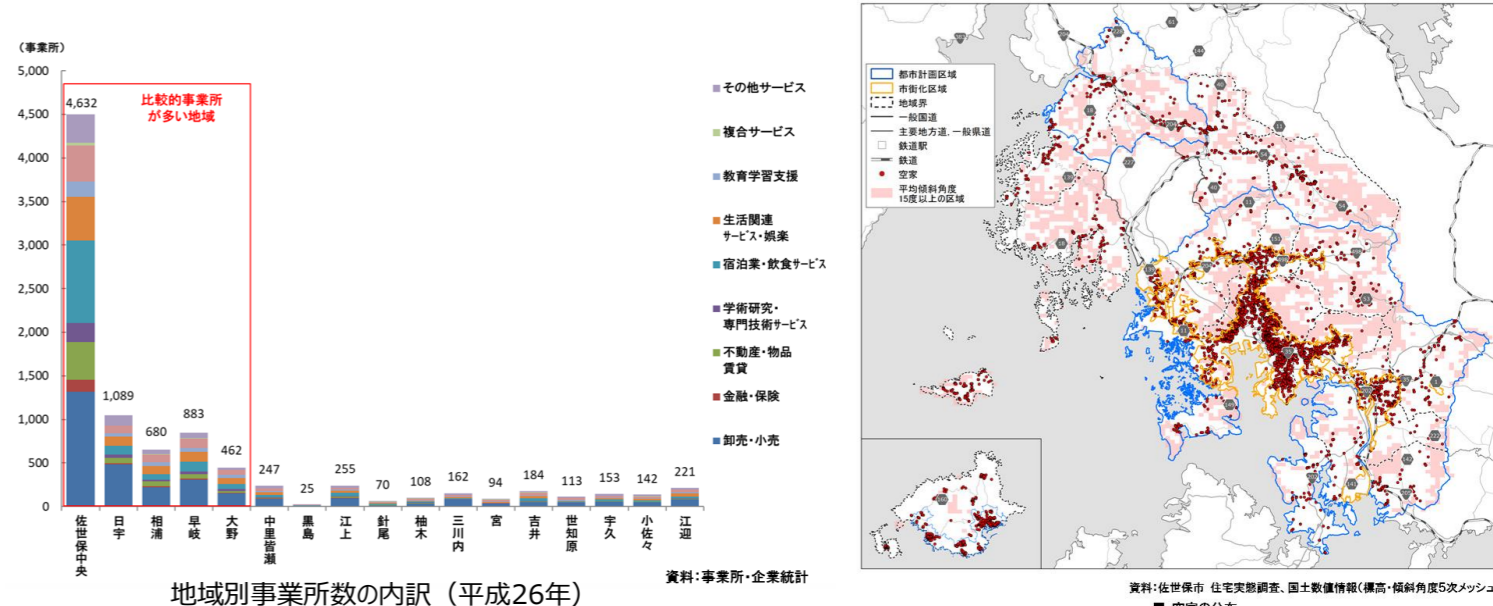 (事業所)
5,000
4,500
4,000
3,500
3,000
2,500
2,000
1,500
1,000
500
0
比較的事業所
が多い地域
4,632
1,089
680
883
462
247
25
255
70
108
162
94
184
113
153
142
221
佐世保中央
日宇
相浦
早岐
大野
中里皆瀬
黒島
江上
針尾
柚木
三川内
宮
吉井
世知原
宇久
小佐々
江迎
その他サービス
複合サービス
教育学習支援
生活関連
サービス・娯楽
宿泊業・飲食サービス
学術研究・
専門技術サービス
不動産・物品
賃貸
金融・保険
卸売・小売
資料:事業所・企業統計
地域別事業所数の内訳(平成26年)
都市計画区域
市街化区域
地域界
一般国道
主要地方道、一般県道
鉄道駅
鉄道
空家
平均傾斜角度
15度以上の区域
資料:佐世保市 住宅実態調査、国土数値情報(標高・傾斜角度5次メッシュ